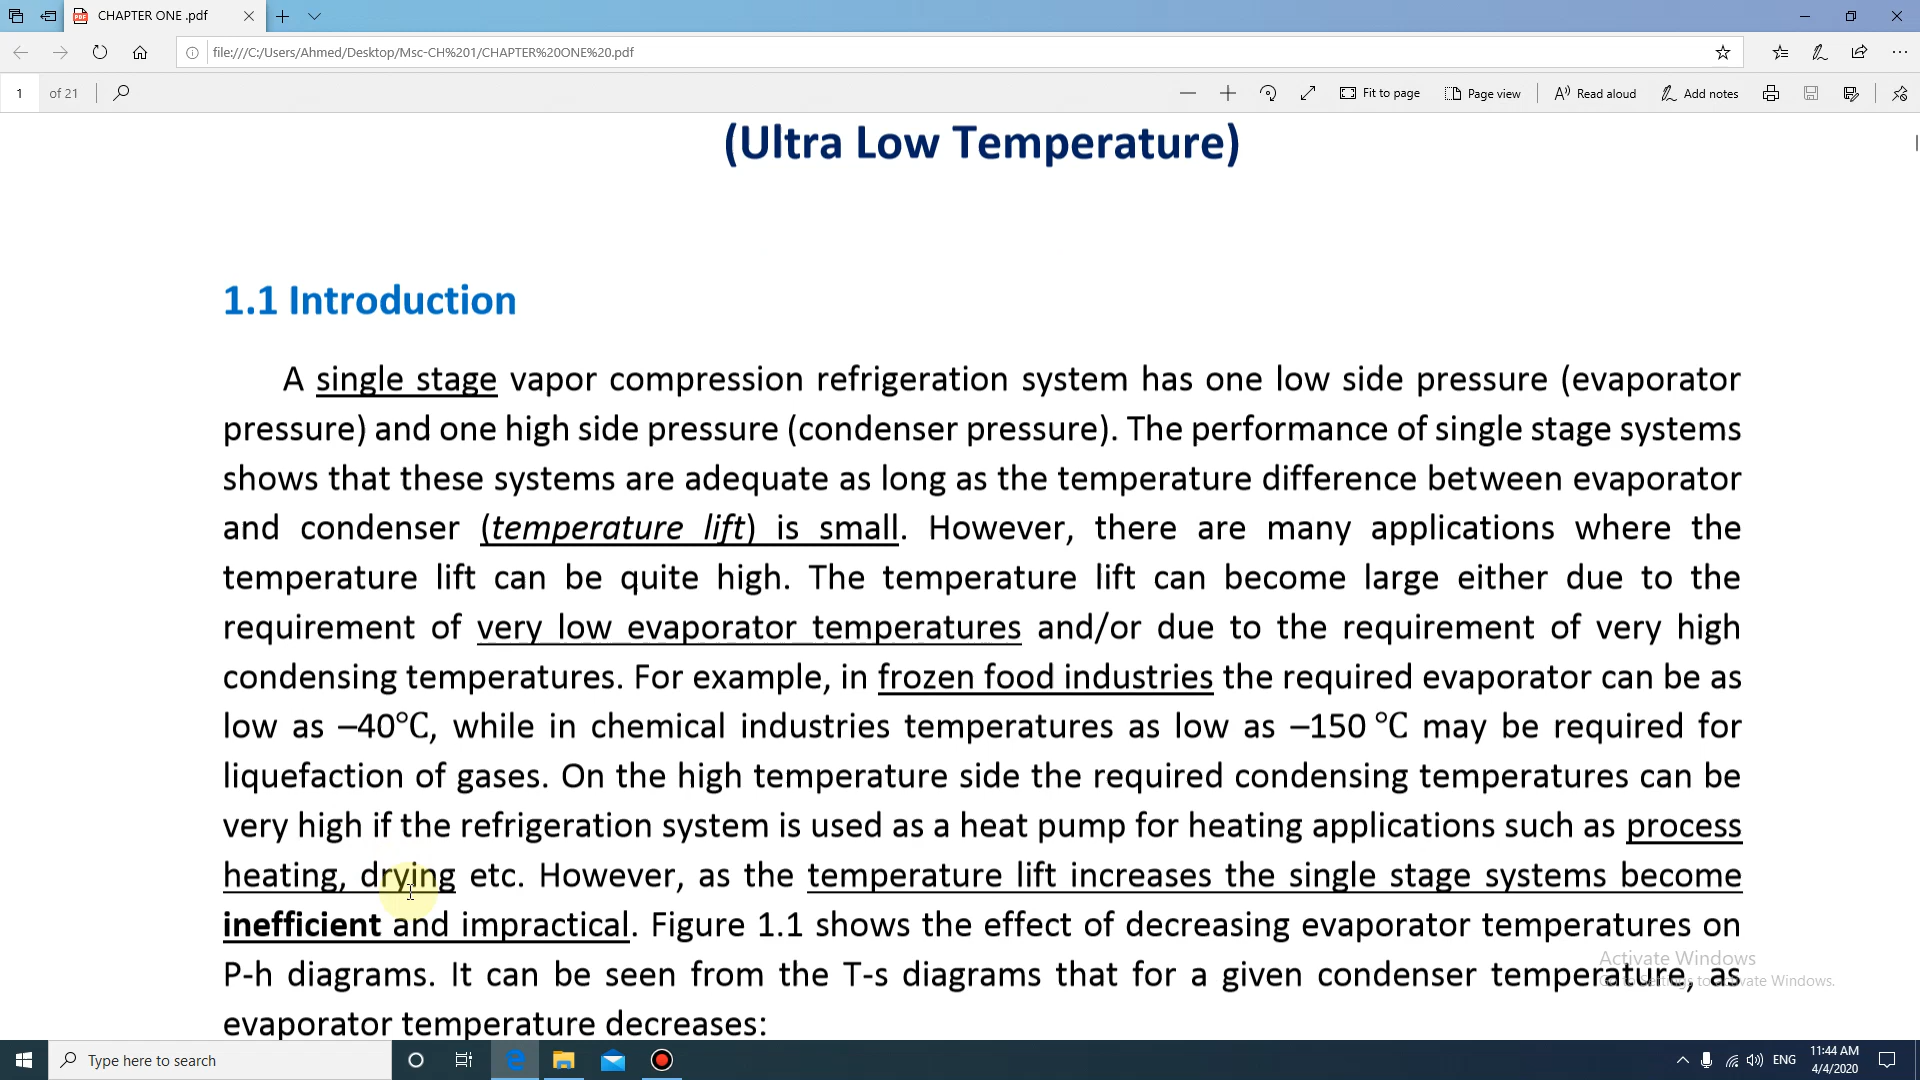 CHAPTER ONE .pdf
file:///C:/Users/Ahmed/Desktop/Msc-CH%201/CHAPTER%20ONE%20.pdf
1 of 21 Fit to page Page view Read aloud Add notes
(Ultra Low Temperature)
1.1 Introduction
A single stage vapor compression refrigeration system has one low side pressure (evaporator
pressure) and one high side pressure (condenser pressure). The performance of single stage systems
shows that these systems are adequate as long as the temperature difference between evaporator
and condenser (temperature lift) is small. However, there are many applications where the
temperature lift can be quite high. The temperature lift can become large either due to the
requirement of very low evaporator temperatures and/or due to the requirement of very high
condensing temperatures. For example, in frozen food industries the required evaporator can be as
low as –40℃, while in chemical industries temperatures as low as –150 ℃ may be required for
liquefaction of gases. On the high temperature side the required condensing temperatures can be
very high if the refrigeration system is used as a heat pump for heating applications such as process
heating, drying etc. However, as the temperature lift increases the single stage systems become
inefficient and impractical. Figure 1.1 shows the effect of decreasing evaporator temperatures on
Activate Windows
P-h diagrams. It can be seen from the T-s diagrams that for a given condenser temperature, as
Go to Settings to activate Windows.
evaporator temperature decreases:
Type here to search
ENG
11:44 AM
4/4/2020